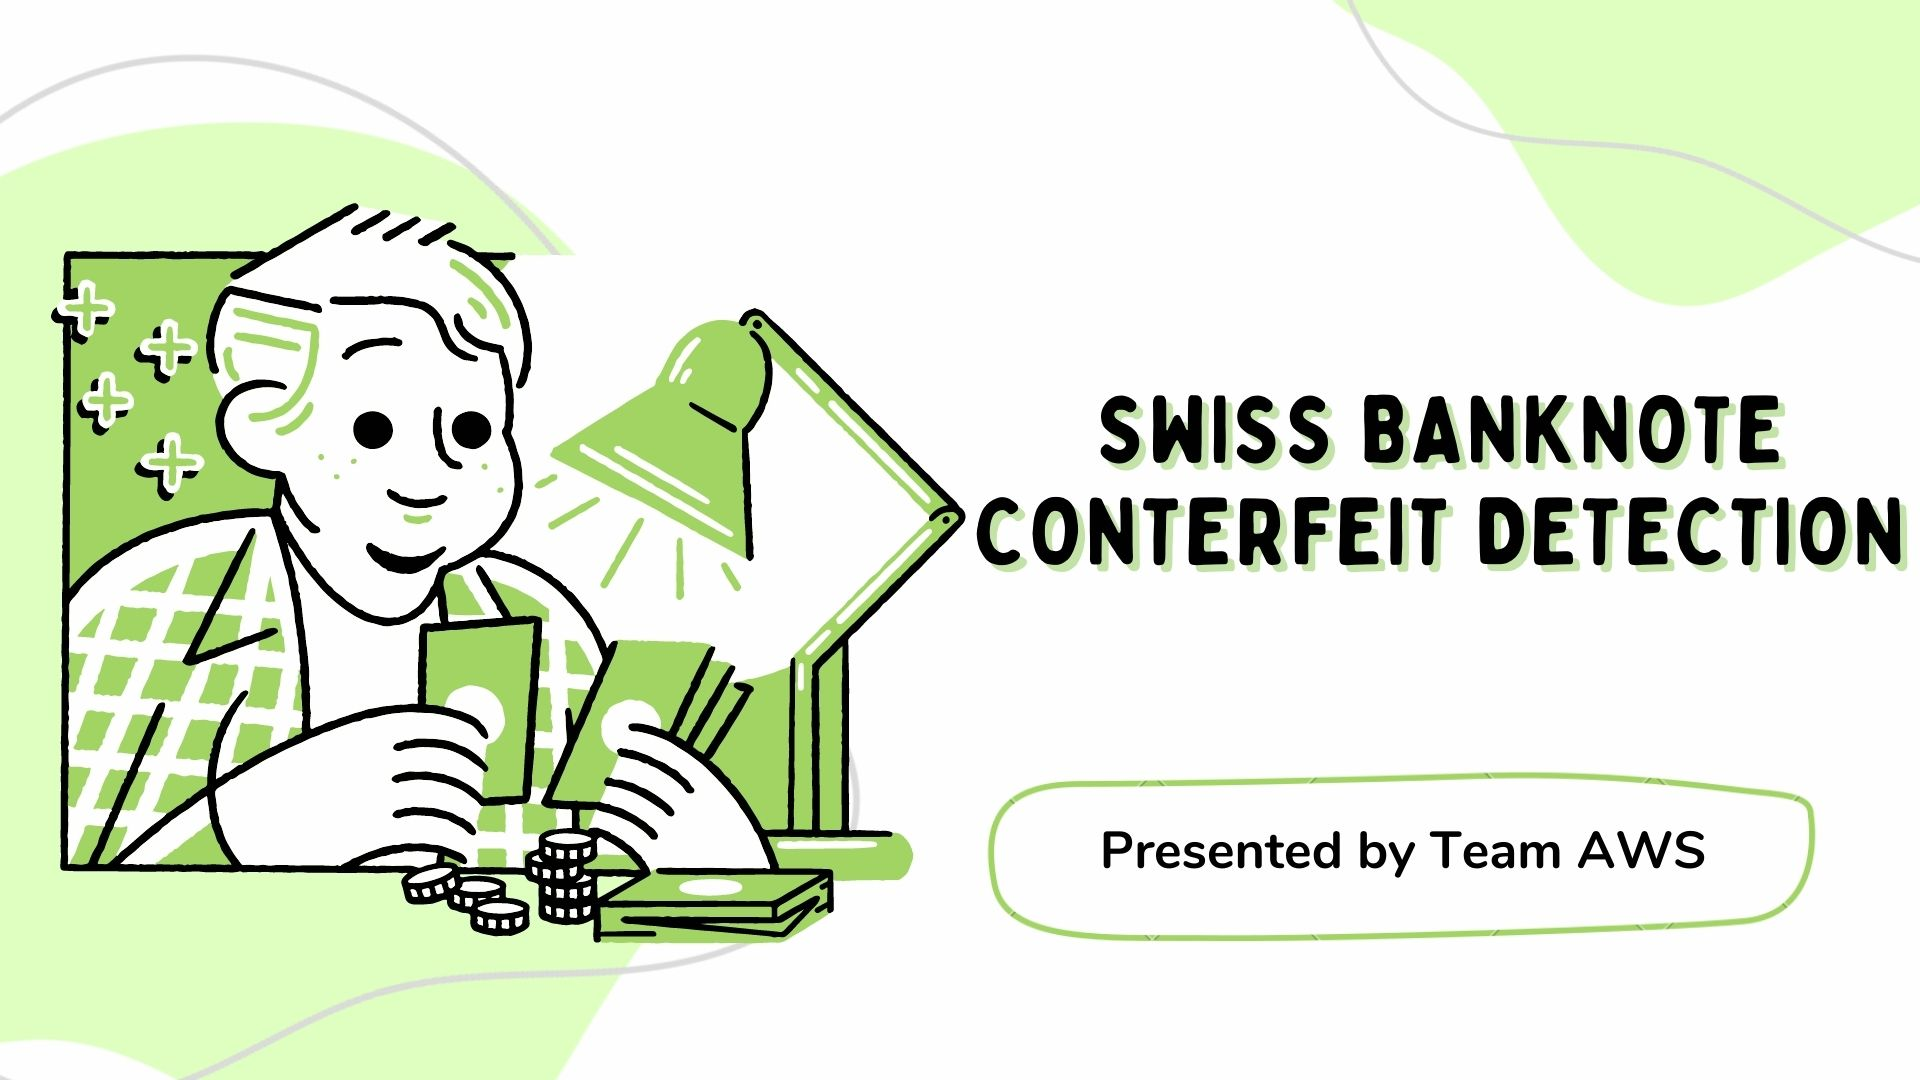 SWISS BANKNOTE
CONTERFEIT DETECTION
Presented by Team AWS